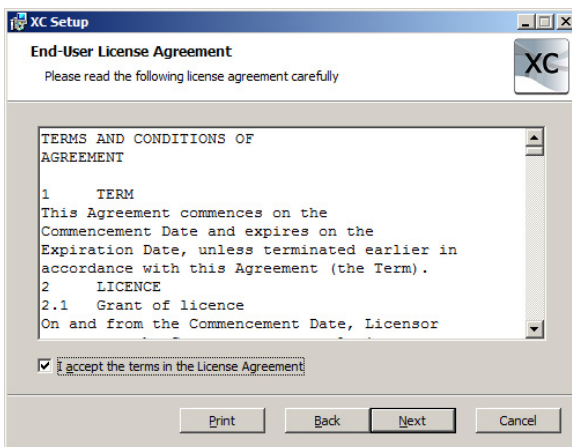 XC Setup
End-User License Agreement
Please read the following license agreement carefully
XC
TERMS AND CONDITIONS OF
AGREEMENT
1 TERM
This Agreement commences on the
Commencement Date and expires on the
Expiration Date, unless terminated earlier in
accordance with this Agreement (the Term).
2 LICENCE
2.1 Grant of licence
On and from the Commencement Date, Licensor
I accept the terms in the License Agreement
Print Back Next Cancel